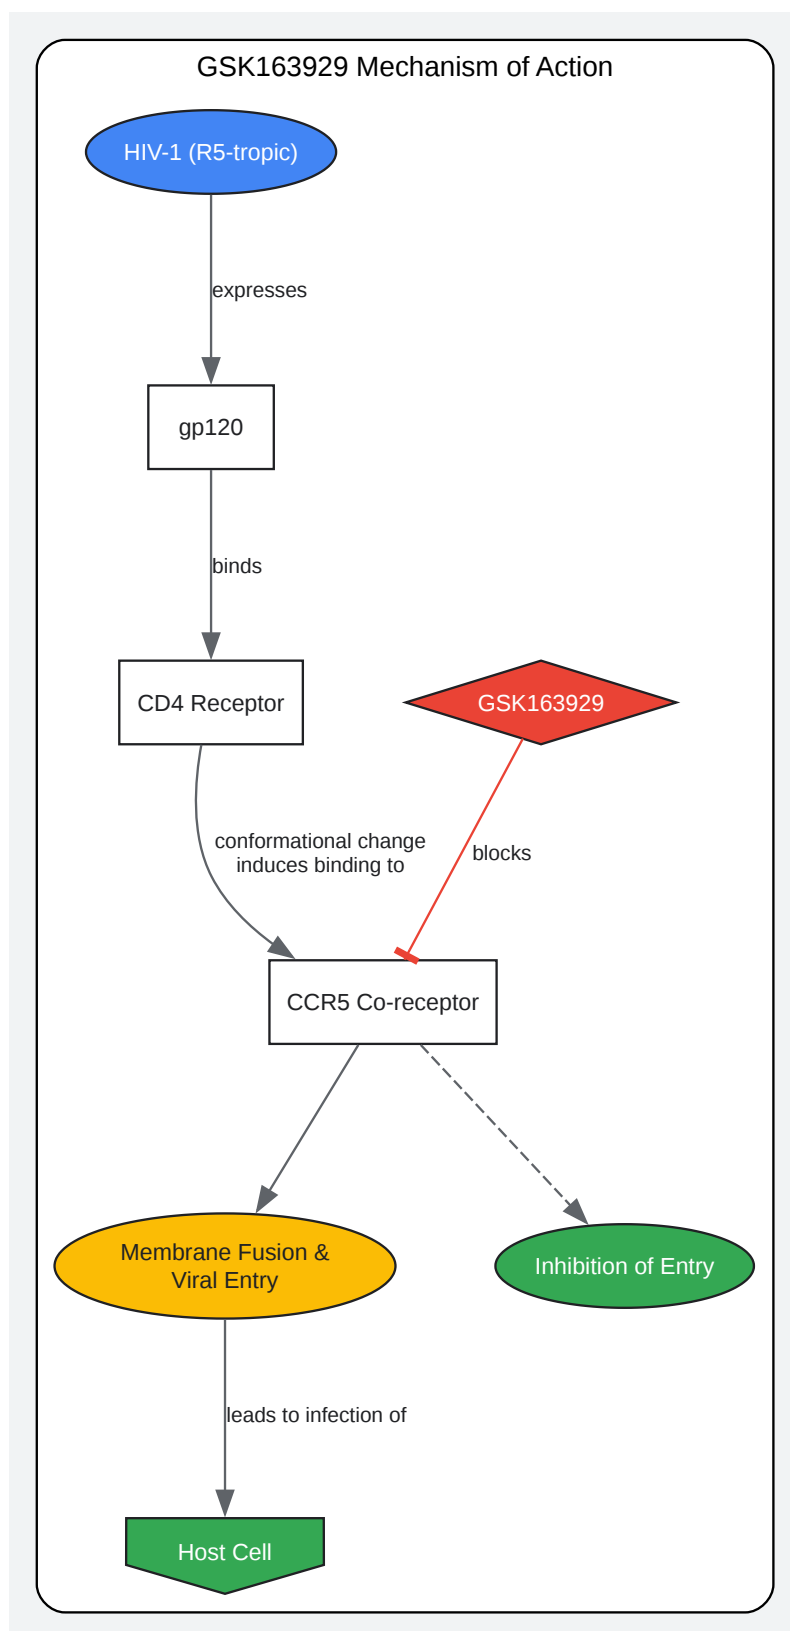 GSK163929 Mechanism of Action
HIV-1 (R5-tropic)
expresses
gp120
binds
CD4 Receptor
GSK163929
conformational change
induces binding to
blocks
CCR5 Co-receptor
Membrane Fusion &
Viral Entry
Inhibition of Entry
leads to infection of
Host Cell